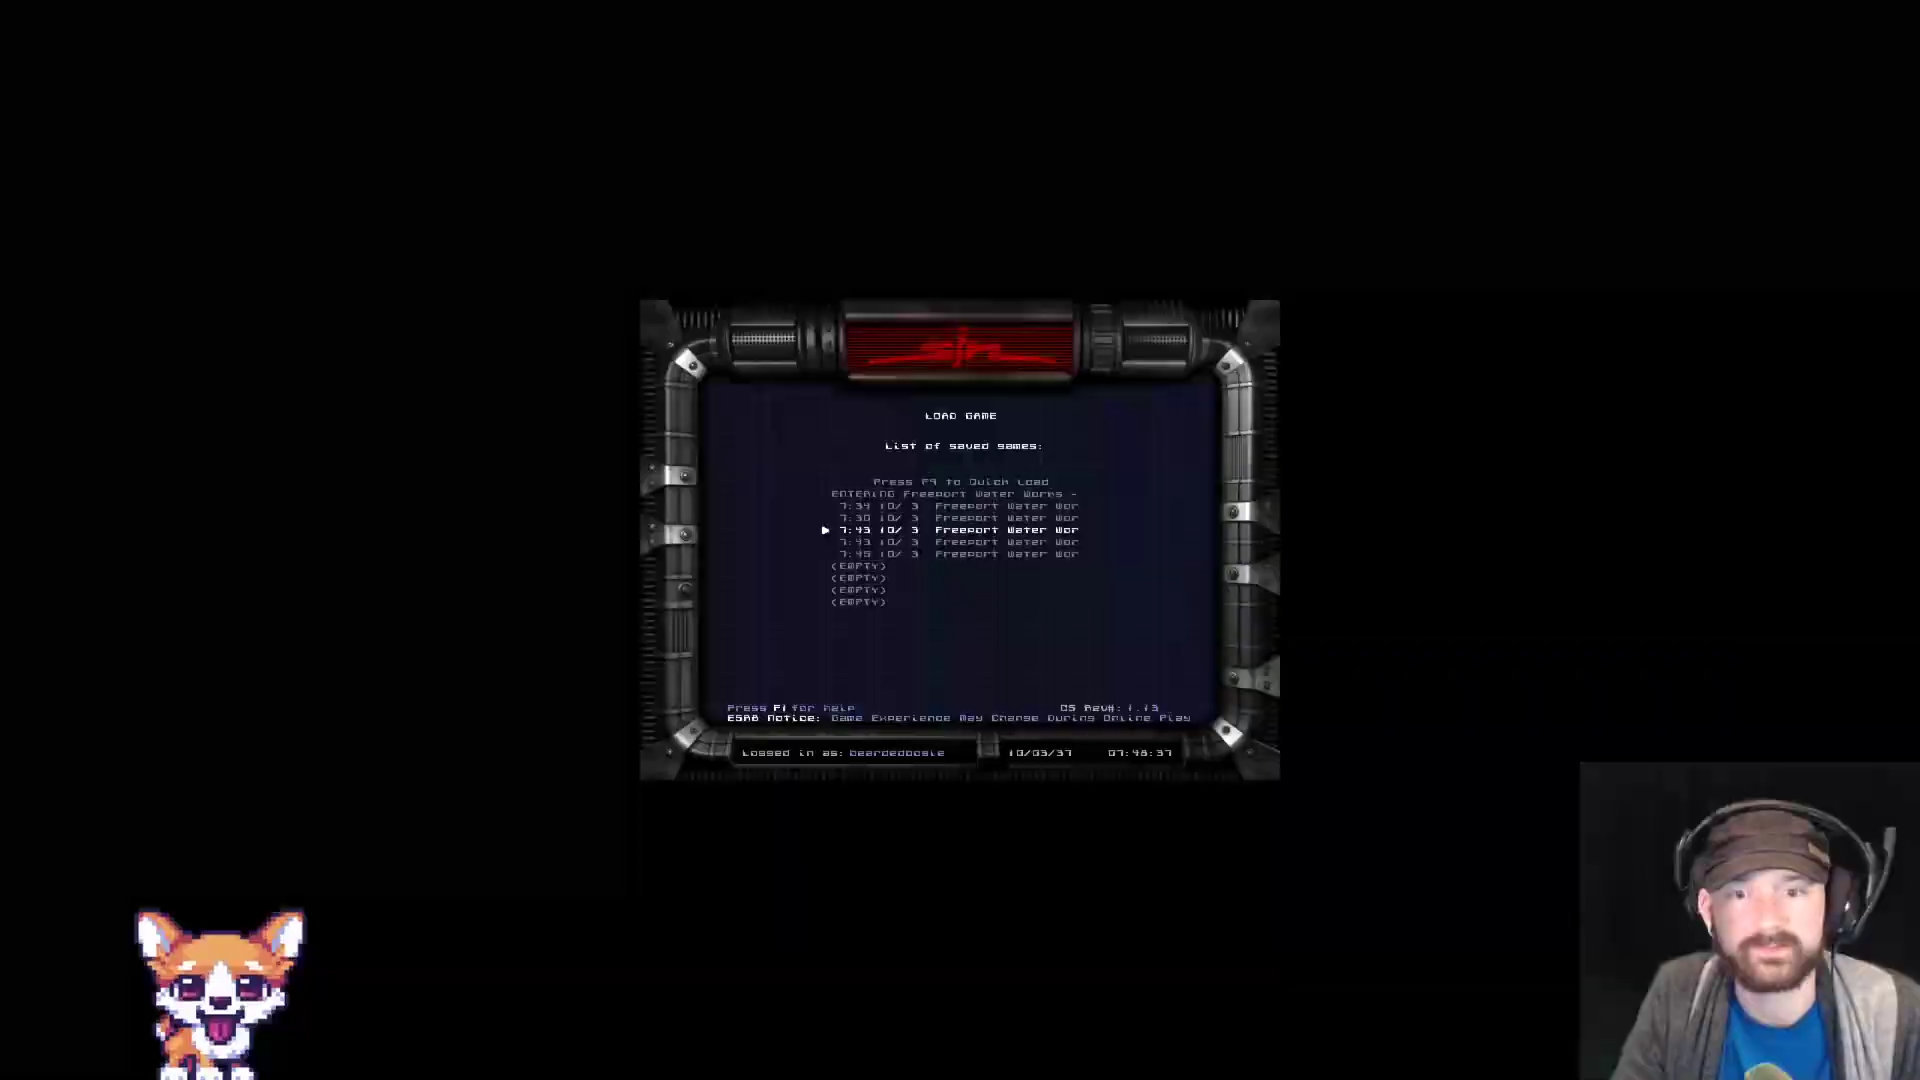 sin
LOAD GAME
List of saved games:
Press F9 to Quick Load
ENTERING Freeport Water Works -
7:34 10/ 3 Freeport Water Wor
7:38 10/ 3 Freeport Water Wor
7:43 10/ 3 Freeport Water Wor
7:43 10/ 3 Freeport Water Wor
7:45 10/ 3 Freeport Water Wor
(EMPTY)
(EMPTY)
(EMPTY)
(EMPTY)
Press F1 for help
OS Rev#: 1.13
ESRB Notice: Game Experience May Change During Online Play
Logged in as:
10/03/37
07:48:37